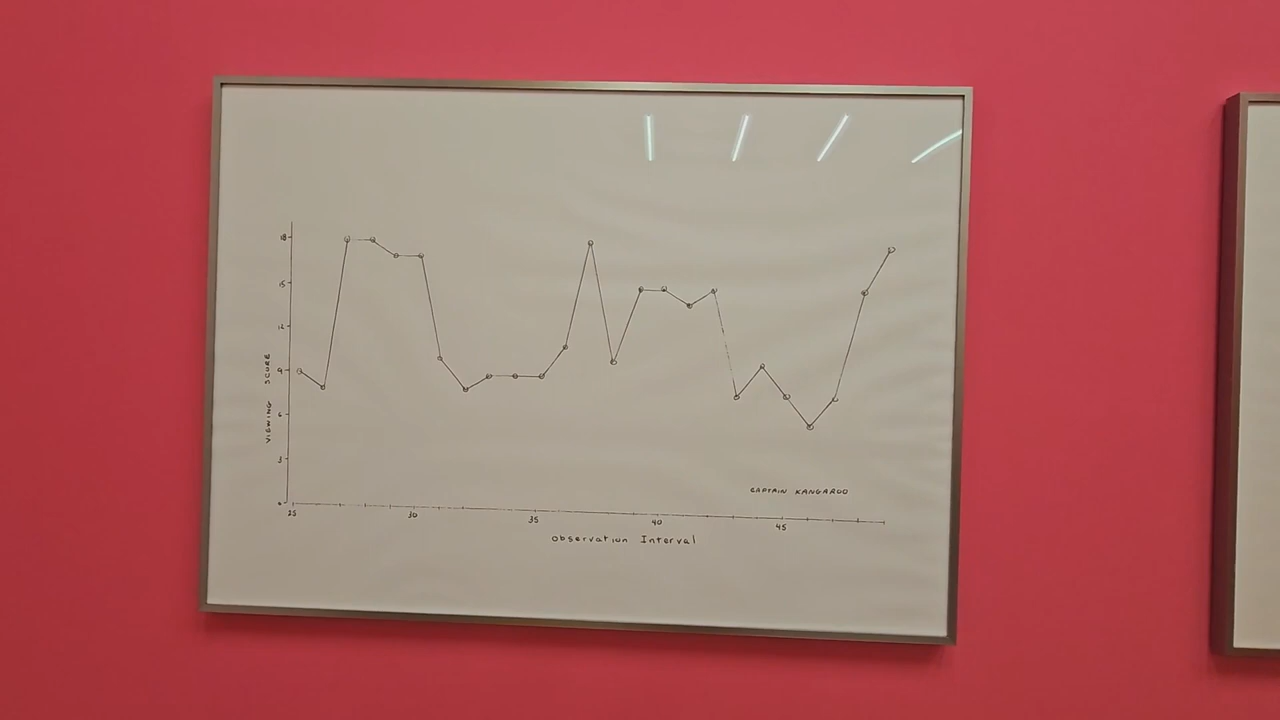 18
15
12
9
6
3
0
VIEWING SCORE
CAPTAIN KANGAROO
25 30 35 40 45
Observation Interval